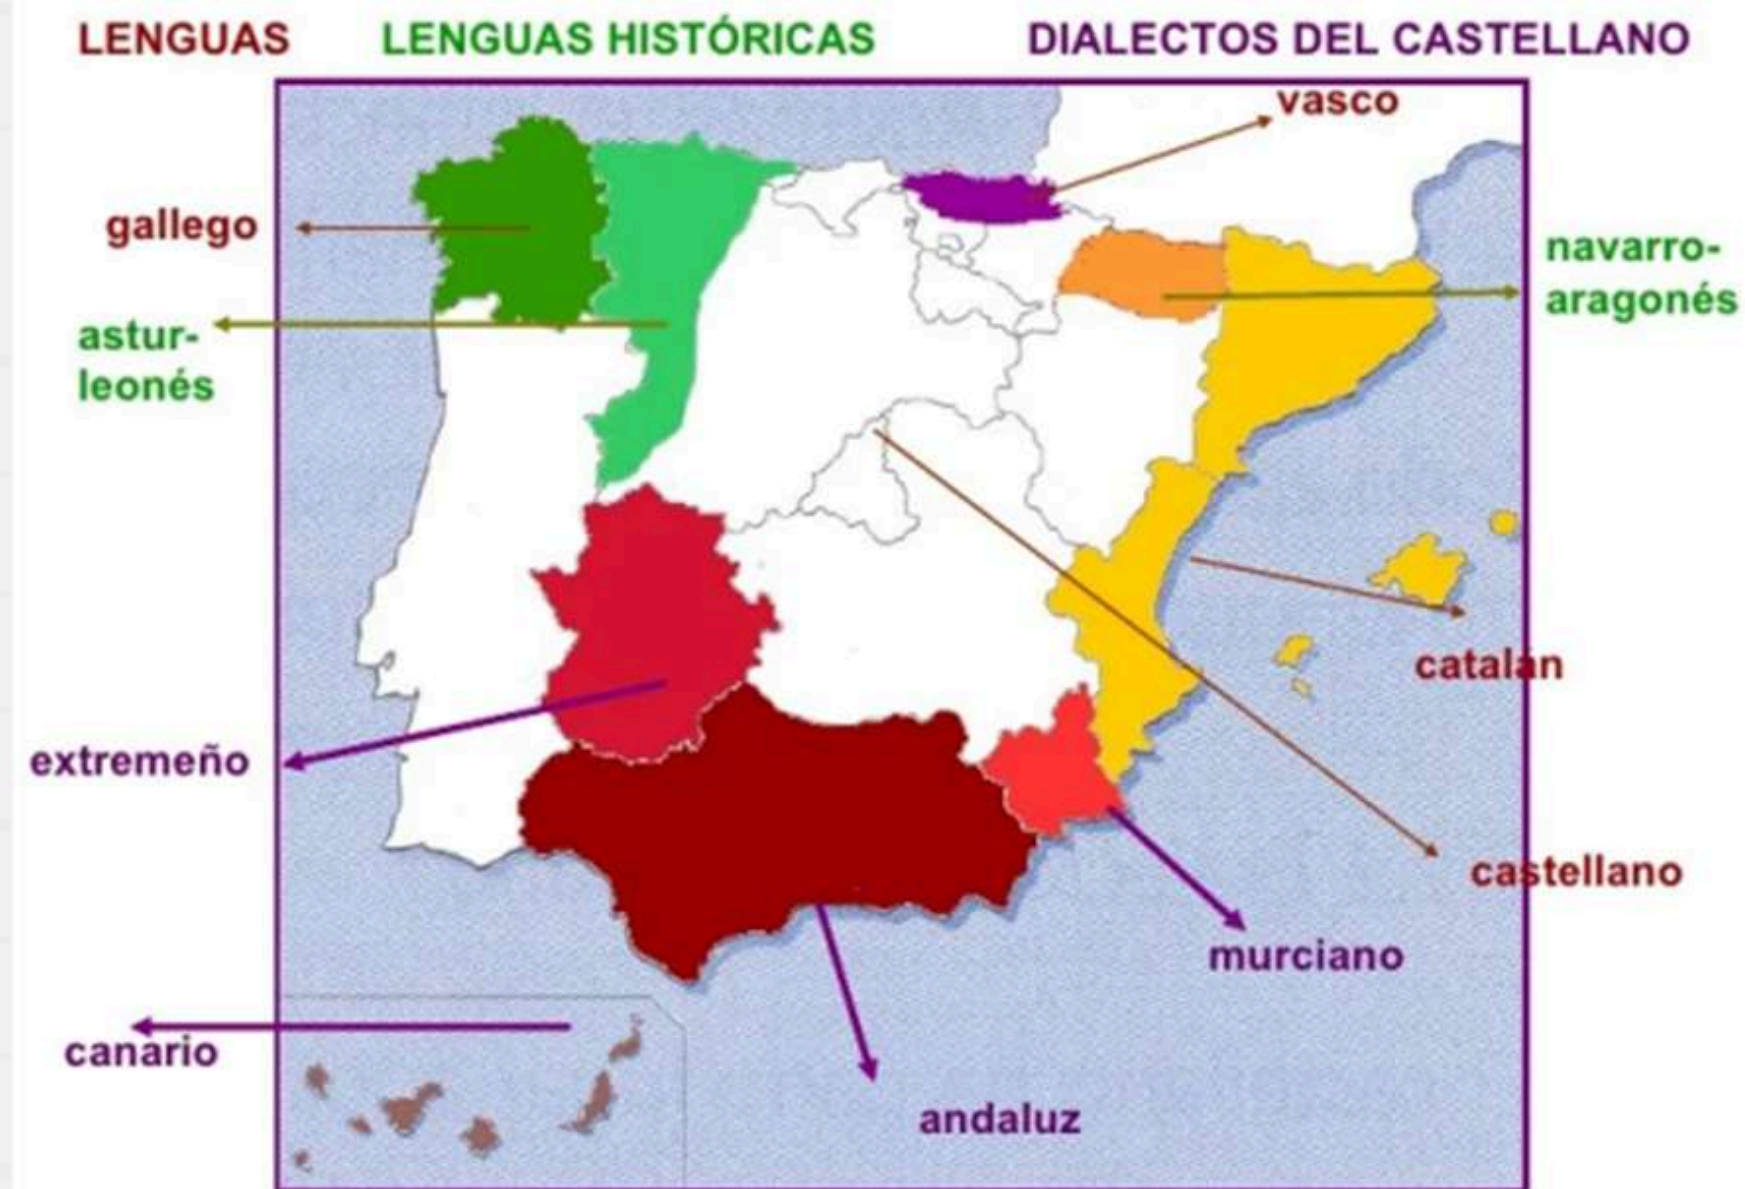 LENGUAS LENGUAS HISTÓRICAS DIALECTOS DEL CASTELLANO
vasco
gallego
navarro-
aragonés
astur-
leonés
catalán
extremeño
castellano
murciano
canario
andaluz